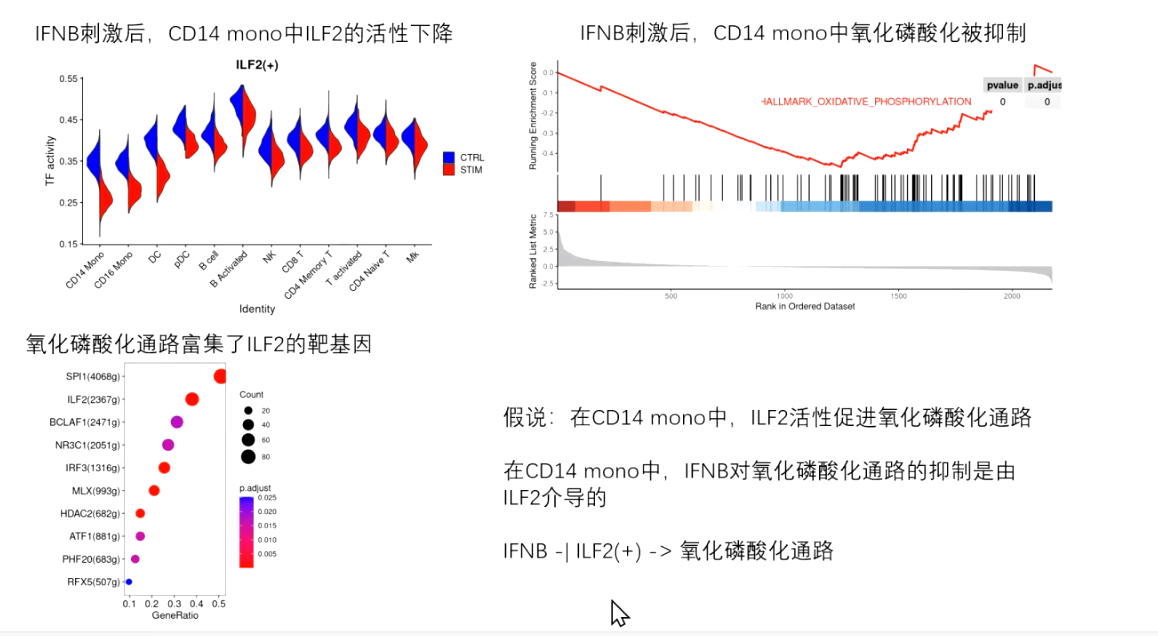 IFNB刺激后，CD14 mono中ILF2的活性下降
ILF2(+)
0.55
0.45
0.35
0.25
0.15
TF activity
CTRL
STIM
CD14 Mono
CD16 Mono
DC
pDC
B cell
B Activated
NK
CD8 T
CD4 Memory T
T activated
CD4 Naive T
Mk
Identity
IFNB刺激后，CD14 mono中氧化磷酸化被抑制
Running Enrichment Score
0.0
-0.1
-0.2
-0.3
-0.4
HALLMARK_OXIDATIVE_PHOSPHORYLATION
pvalue p.adjus
0 0
Ranked List Metric
7.5
5.0
2.5
0.0
-2.5
500 1000 1500 2000
Rank in Ordered Dataset
氧化磷酸化通路富集了ILF2的靶基因
SPI1(4068g)
ILF2(2367g)
BCLAF1(2471g)
NR3C1(2051g)
IRF3(1316g)
MLX(993g)
HDAC2(682g)
ATF1(881g)
PHF20(683g)
RFX5(507g)
0.1 0.2 0.3 0.4 0.5
GeneRatio
Count
20
40
60
80
p.adjust
0.025
0.020
0.015
0.010
0.005
假说：在CD14 mono中，ILF2活性促进氧化磷酸化通路
在CD14 mono中，IFNB对氧化磷酸化通路的抑制是由
ILF2介导的
IFNB -| ILF2(+) -> 氧化磷酸化通路